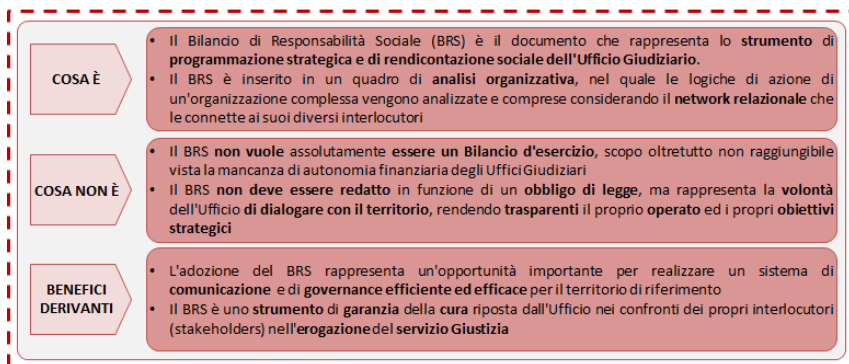 COSA È
• Il Bilancio di Responsabilità Sociale (BRS) è il documento che rappresenta lo strumento di
programmazione strategica e di rendicontazione sociale dell'Ufficio Giudiziario.
• Il BRS è inserito in un quadro di analisi organizzativa, nel quale le logiche di azione di
un'organizzazione complessa vengono analizzate e comprese considerando il network relazionale che
le connette ai suoi diversi interlocutori
COSA NON È
• Il BRS non vuole assolutamente essere un Bilancio d'esercizio, scopo oltretutto non raggiungibile
vista la mancanza di autonomia finanziaria degli Uffici Giudiziari
• Il BRS non deve essere redatto in funzione di un obbligo di legge, ma rappresenta la volontà
dell'Ufficio di dialogare con il territorio, rendendo trasparenti il proprio operato ed i propri obiettivi
strategici
BENEFICI
DERIVANTI
• L'adozione del BRS rappresenta un'opportunità importante per realizzare un sistema di
comunicazione e di governance efficiente ed efficace per il territorio di riferimento
• Il BRS è uno strumento di garanzia della cura riposta dall'Ufficio nei confronti dei propri interlocutori
(stakeholders) nell'erogazione del servizio Giustizia